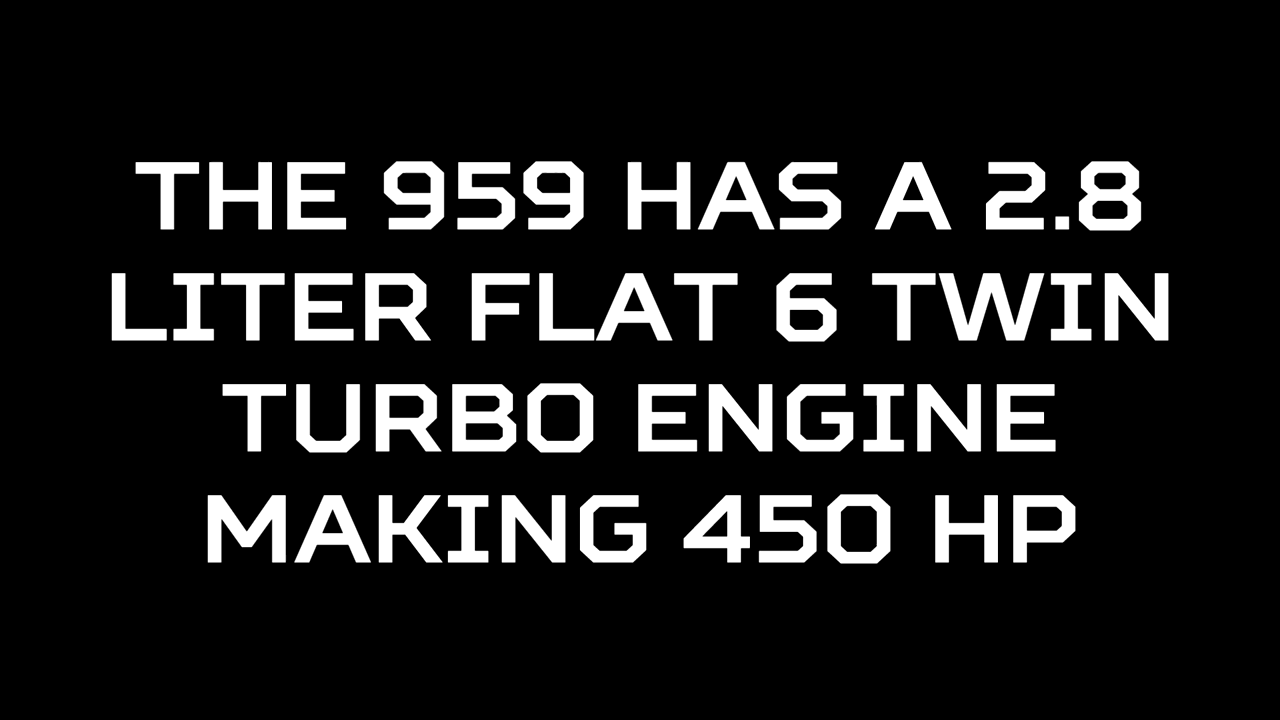 THE 959 HAS A 2.8
LITER FLAT 6 TWIN
TURBO ENGINE
MAKING 450 HP